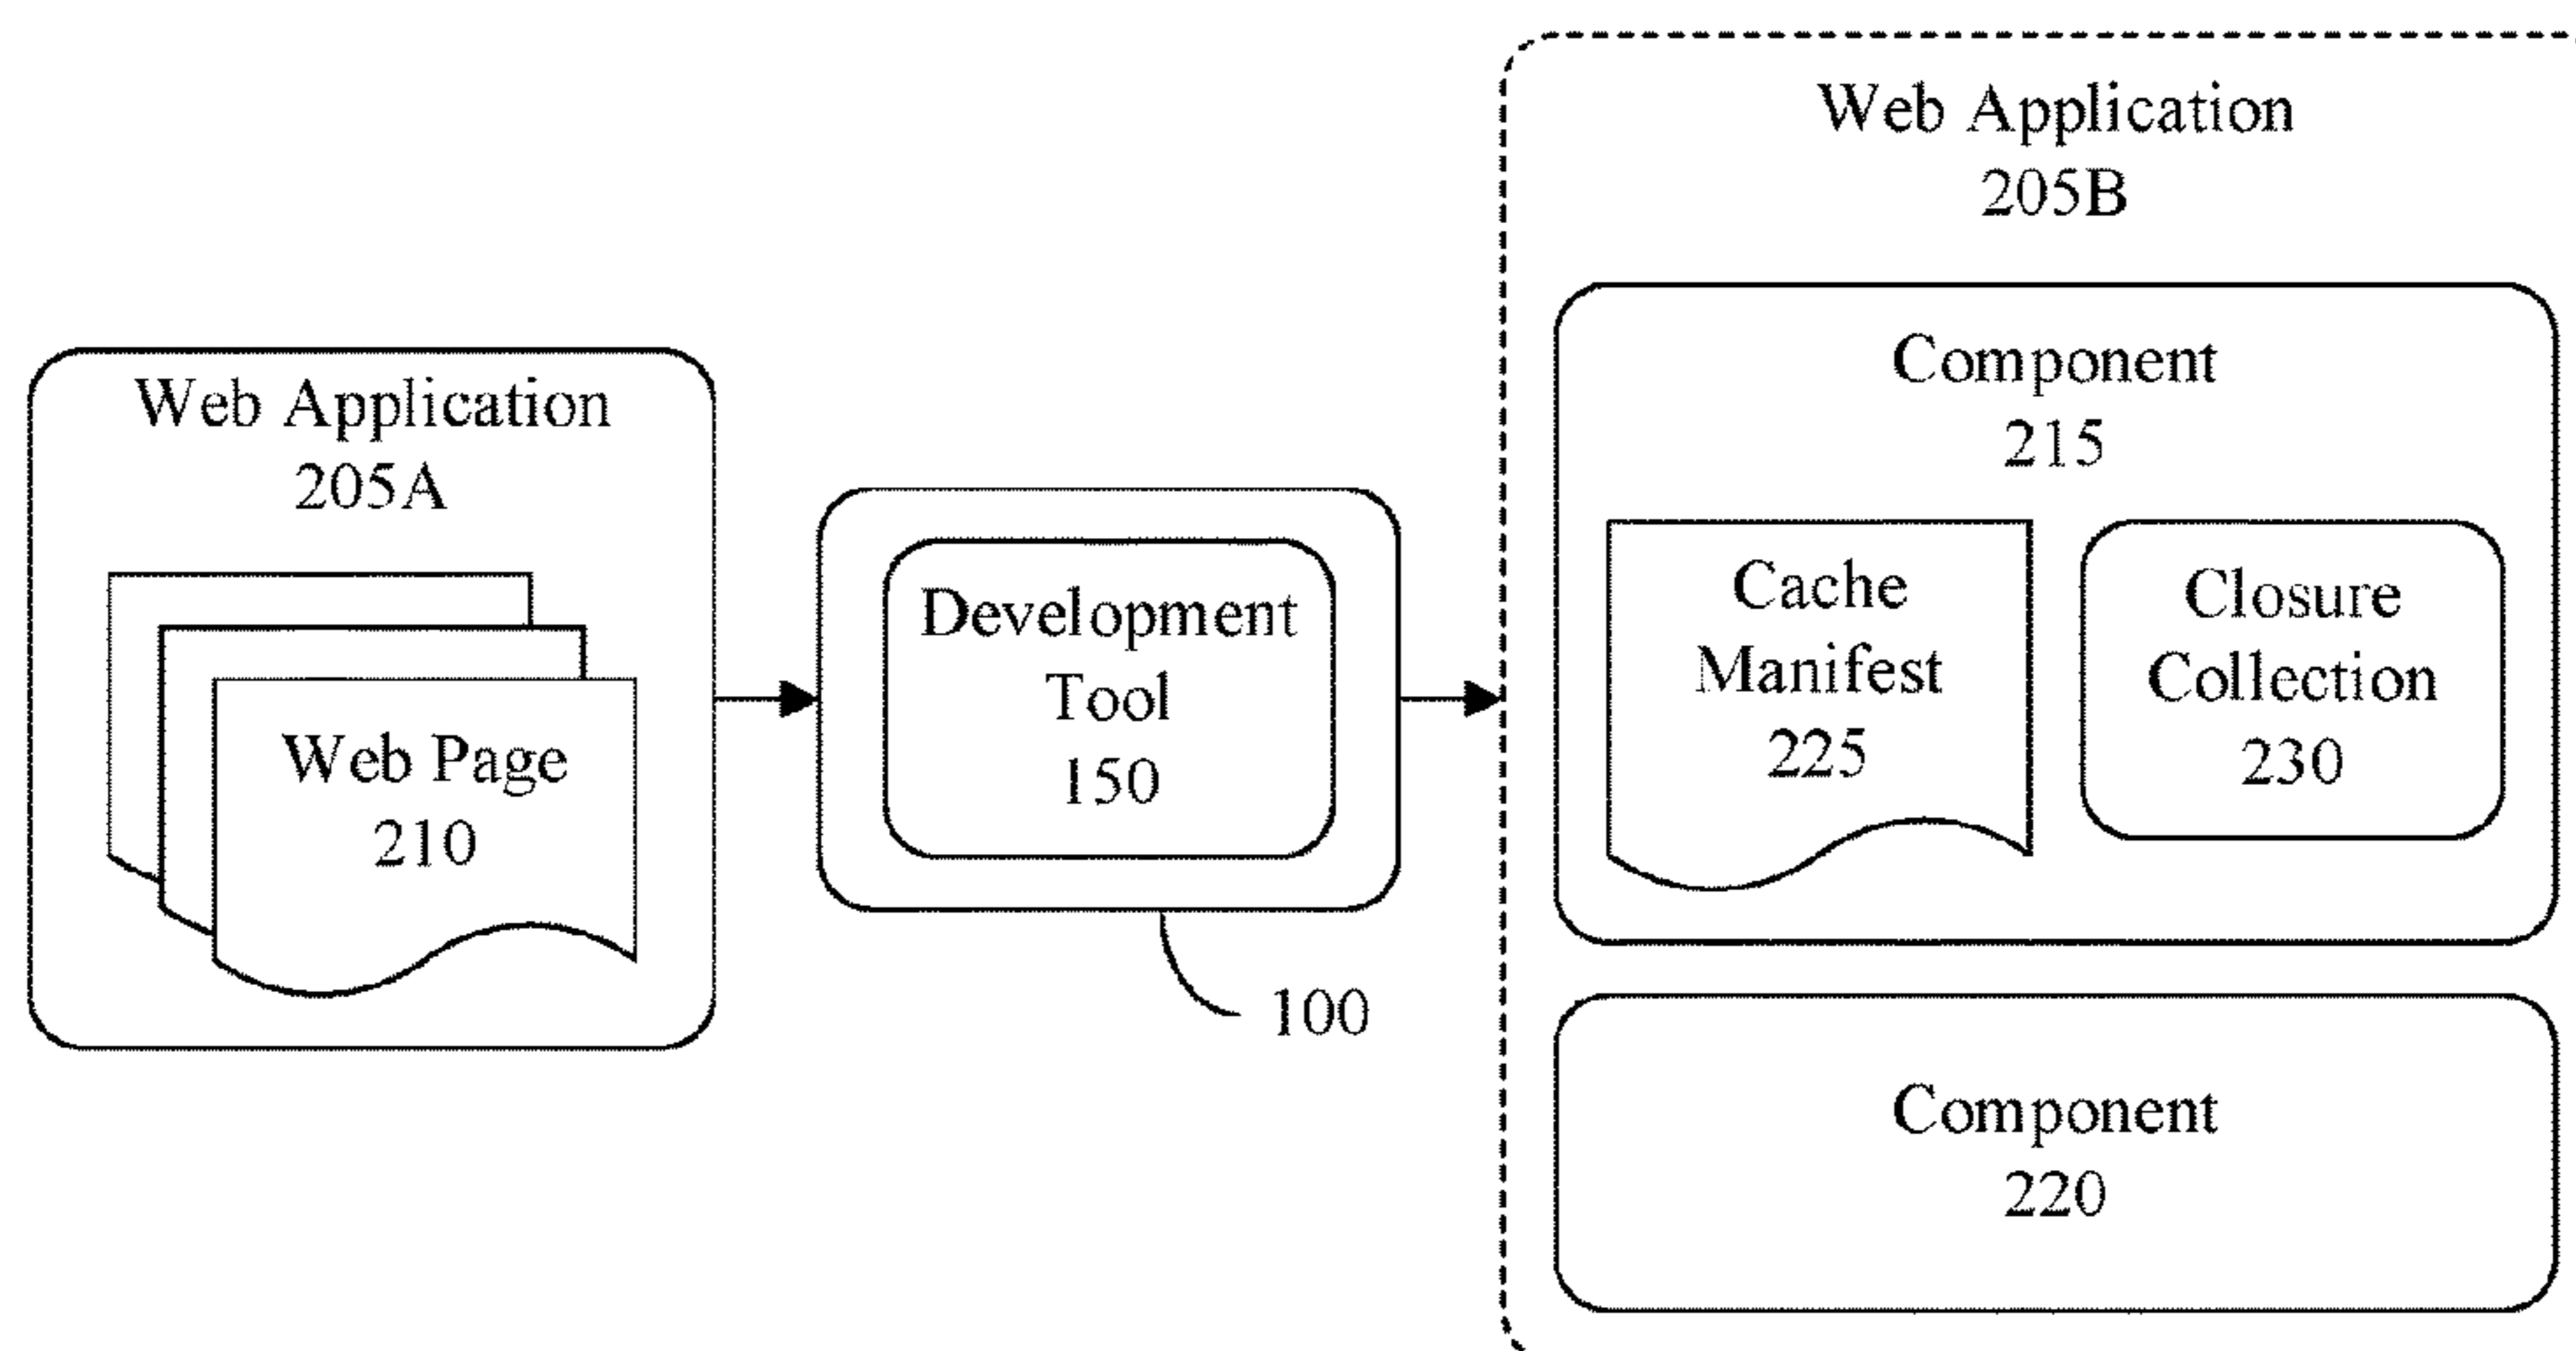 Web Application
205A
Web Page
210
Development
Tool
150
100
Web Application
205B
Component
215
Cache
Manifest
225
Closure
Collection
230
Component
220